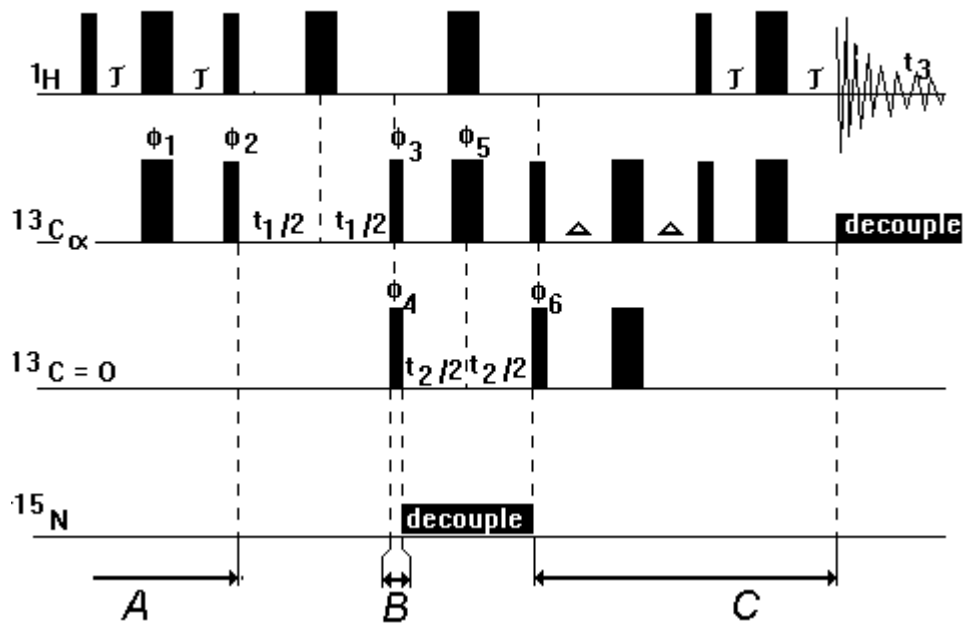 ¹H 𝒯 𝒯 𝒯 𝒯 t₃
ϕ₁ ϕ₂ ϕ₃ ϕ₅
¹³Cα t₁/2 t₁/2 △ △ decouple
ϕ₄ ϕ₆
¹³C = O t₂/2 t₂/2
¹⁵N decouple
A B C